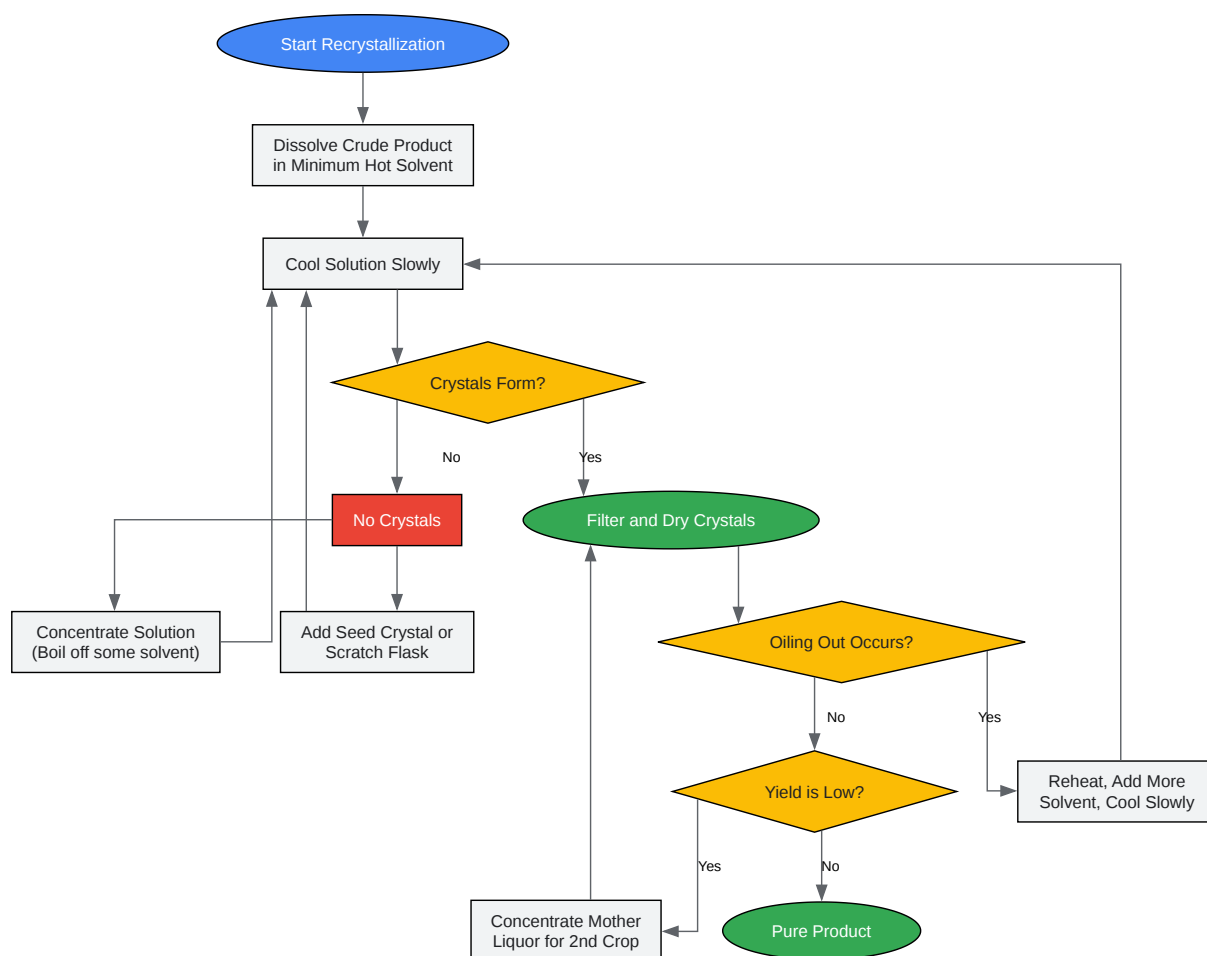 Start Recrystallization
Dissolve Crude Product
in Minimum Hot Solvent
Cool Solution Slowly
Crystals Form?
No
Yes
No Crystals
Filter and Dry Crystals
Concentrate Solution
(Boil off some solvent)
Add Seed Crystal or
Scratch Flask
Oiling Out Occurs?
No
Yes
Yield is Low?
Reheat, Add More
Solvent, Cool Slowly
Yes
No
Concentrate Mother
Liquor for 2nd Crop
Pure Product